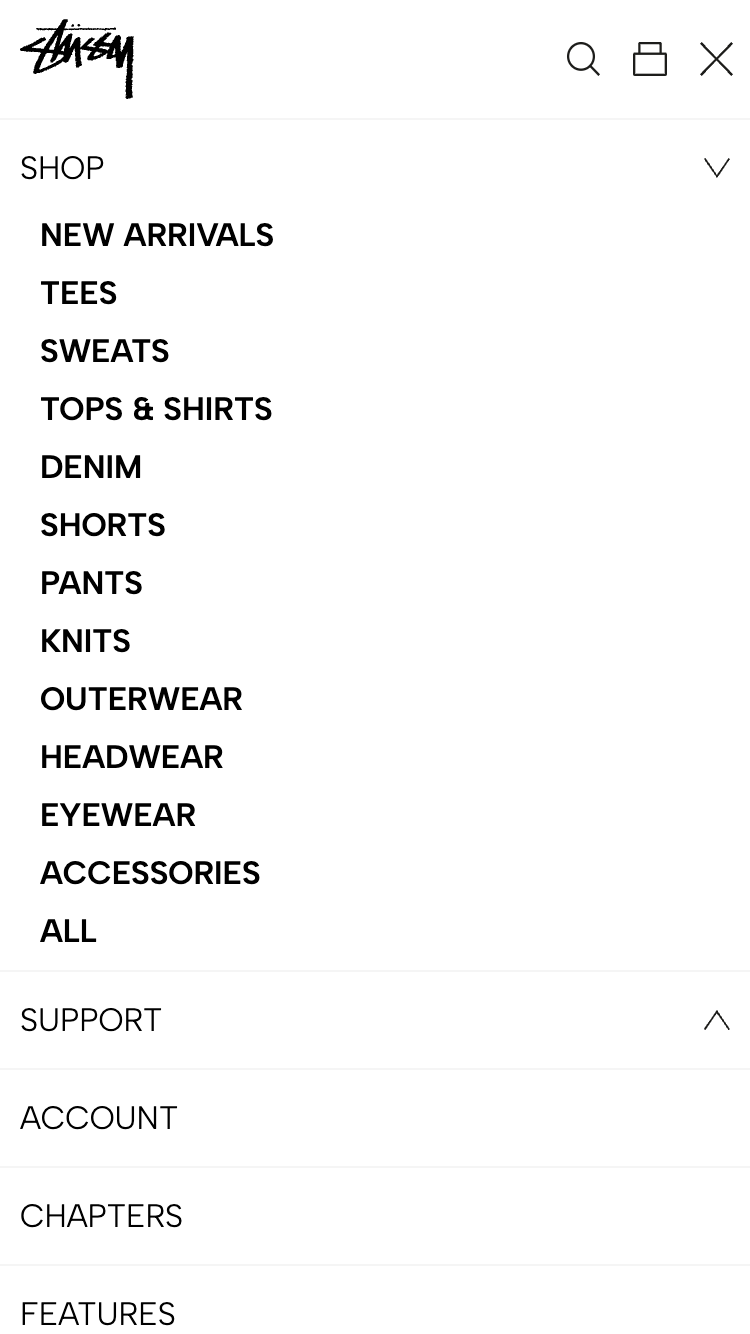 Stüssy
SHOP
NEW ARRIVALS
TEES
SWEATS
TOPS & SHIRTS
DENIM
SHORTS
PANTS
KNITS
OUTERWEAR
HEADWEAR
EYEWEAR
ACCESSORIES
ALL
SUPPORT
ACCOUNT
CHAPTERS
FEATURES